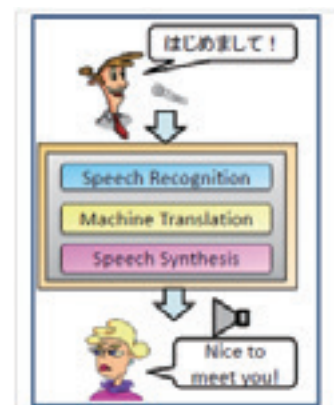 はじめまして！
Speech Recognition
Machine Translation
Speech Synthesis
Nice to
meet you!